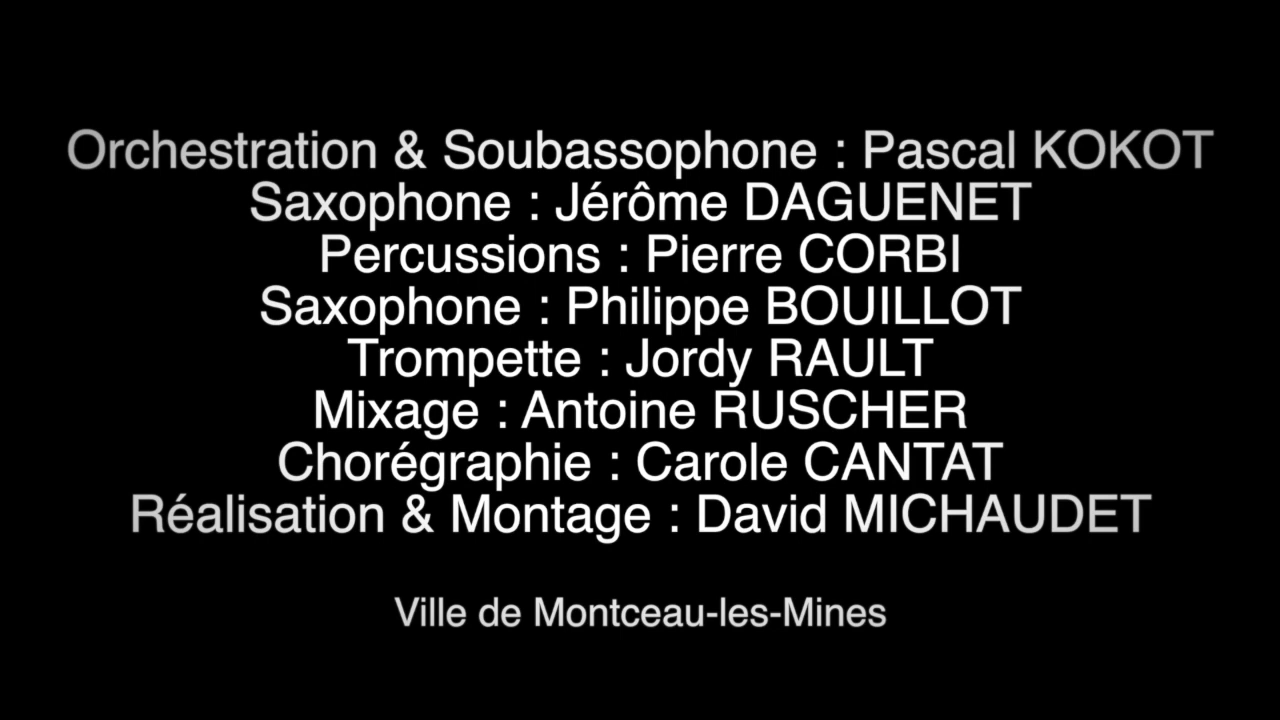 Orchestration & Soubassophone : Pascal KOKOT
Saxophone : Jérôme DAGUENET
Percussions : Pierre CORBI
Saxophone : Philippe BOUILLOT
Trompette : Jordy RAULT
Mixage : Antoine RUSCHER
Chorégraphie : Carole CANTAT
Réalisation & Montage : David MICHAUDET
Ville de Montceau-les-Mines